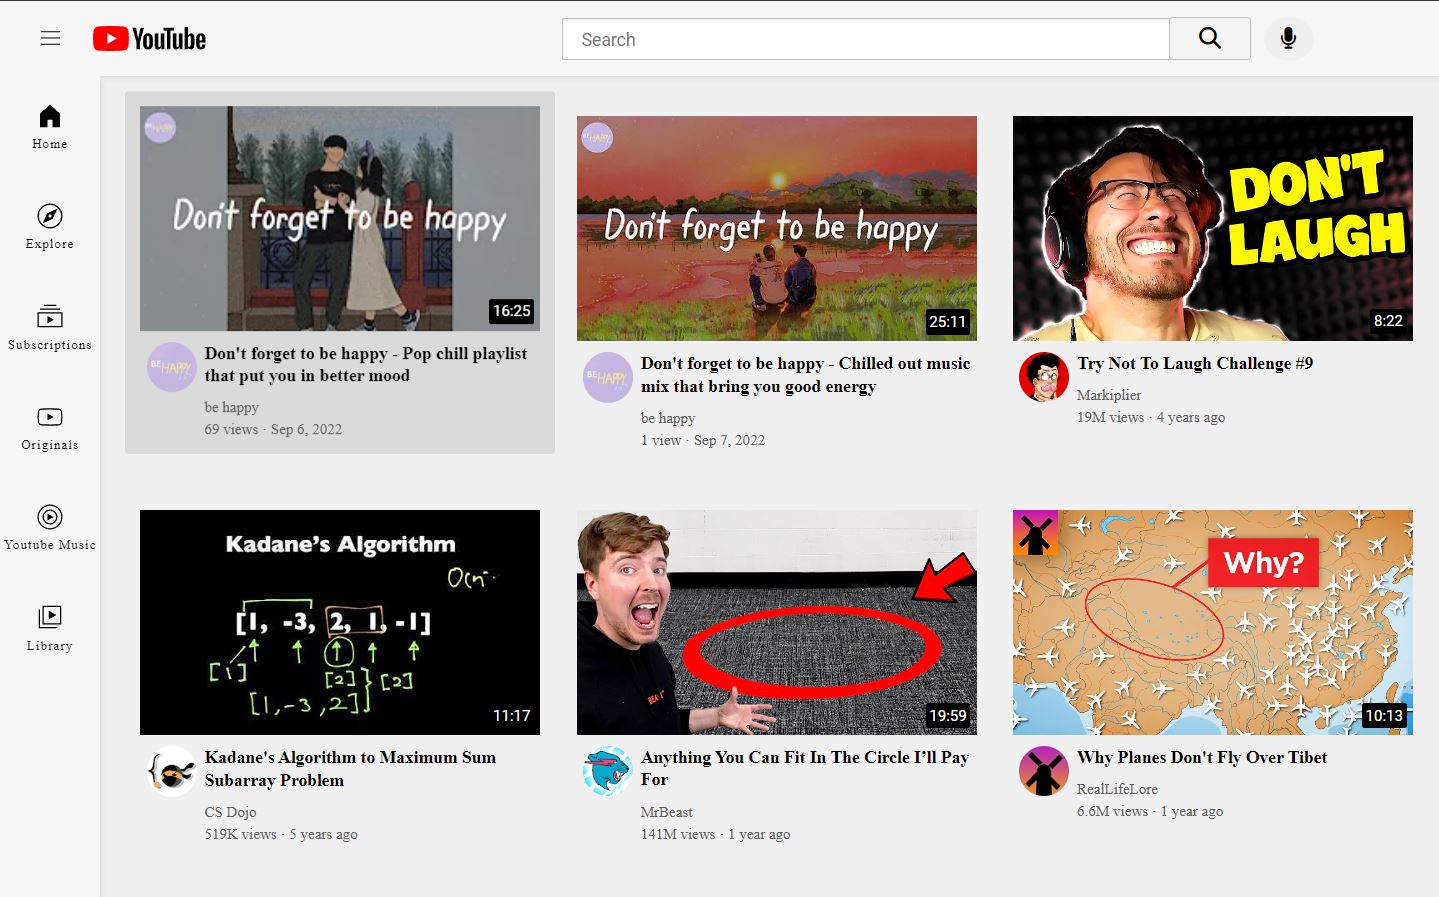 YouTube
Search
Home
Explore
Subscriptions
Originals
Youtube Music
Library
BE HAPPY
Don't forget to be happy
16:25
BE HAPPY
Don't forget to be happy - Pop chill playlist
that put you in better mood
be happy
69 views · Sep 6, 2022
BE HAPPY
Don't forget to be happy
25:11
BE HAPPY
Don't forget to be happy - Chilled out music
mix that bring you good energy
be happy
1 view · Sep 7, 2022
DON'T
LAUGH
8:22
Try Not To Laugh Challenge #9
Markiplier
19M views · 4 years ago
Kadane's Algorithm
[1, -3, 2, 1, -1]
[1]
[2]
[2]
[1, -3, 2]
11:17
Kadane's Algorithm to Maximum Sum
Subarray Problem
CS Dojo
519K views · 5 years ago
19:59
Anything You Can Fit In The Circle I’ll Pay
For
MrBeast
141M views · 1 year ago
Why?
10:13
Why Planes Don't Fly Over Tibet
RealLifeLore
6.6M views · 1 year ago